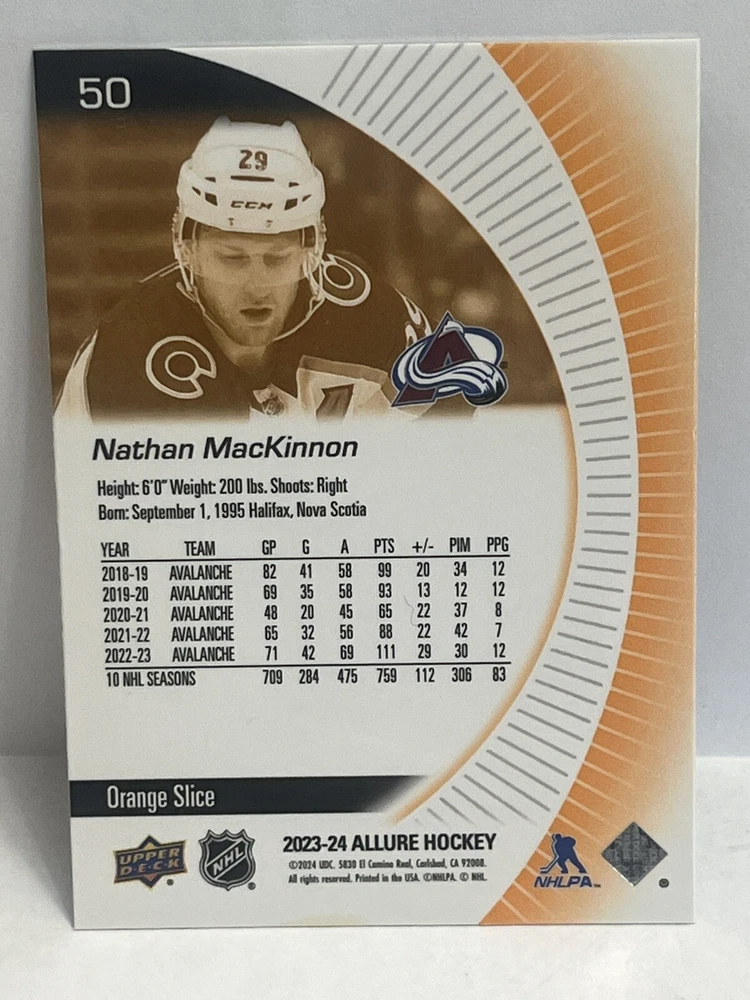 50
29
CCM
Nathan MacKinnon
Height: 6'0" Weight: 200 lbs. Shoots: Right
Born: September 1, 1995 Halifax, Nova Scotia
YEAR TEAM GP G A PTS +/- PIM PPG
2018-19 AVALANCHE 82 41 58 99 20 34 12
2019-20 AVALANCHE 69 35 58 93 13 12 12
2020-21 AVALANCHE 48 20 45 65 22 37 8
2021-22 AVALANCHE 65 32 56 88 22 42 7
2022-23 AVALANCHE 71 42 69 111 29 30 12
10 NHL SEASONS 709 284 475 759 112 306 83
Orange Slice
UPPER DECK
NHL
2023-24 ALLURE HOCKEY
©2024 UDC. 5830 El Camino Real, Carlsbad, CA 92008.
All rights reserved. Printed in the USA. ©NHLPA. © NHL.
NHLPA™